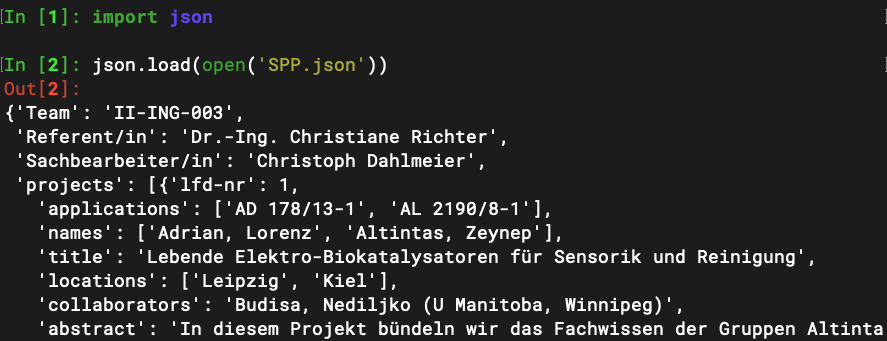 In [1]: import json
In [2]: json.load(open('SPP.json'))
Out[2]:
{'Team': 'II-ING-003',
'Referent/in': 'Dr.-Ing. Christiane Richter',
'Sachbearbeiter/in': 'Christoph Dahlmeier',
'projects': [{'lfd-nr': 1,
'applications': ['AD 178/13-1', 'AL 2190/8-1'],
'names': ['Adrian, Lorenz', 'Altintas, Zeynep'],
'title': 'Lebende Elektro-Biokatalysatoren für Sensorik und Reinigung',
'locations': ['Leipzig', 'Kiel'],
'collaborators': 'Budisa, Nediljko (U Manitoba, Winnipeg)',
'abstract': 'In diesem Projekt bündeln wir das Fachwissen der Gruppen Altinta